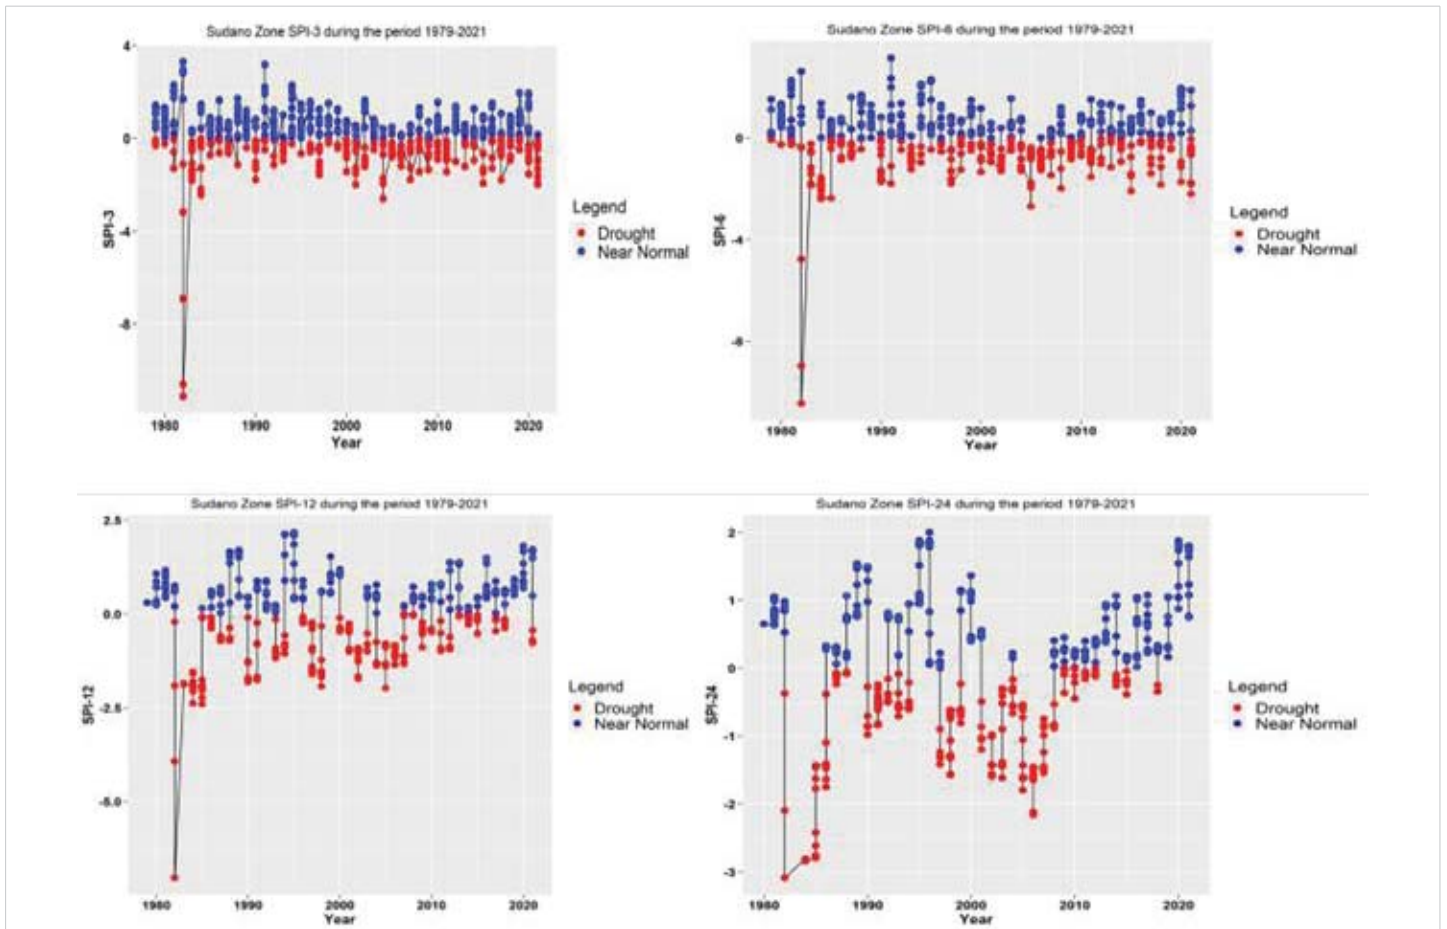 Sudano Zone SPI-3 during the period 1979-2021
4
0
-4
-8
SPI-3
1980 1990 2000 2010 2020
Year
Legend
Drought
Near Normal
Sudano Zone SPI-6 during the period 1979-2021
0
-4
SPI-6
1980 1990 2000 2010 2020
Year
Legend
Drought
Near Normal
Sudano Zone SPI-12 during the period 1979-2021
2.5
0.0
-2.5
-5.0
SPI-12
1980 1990 2000 2010 2020
Year
Legend
Drought
Near Normal
Sudano Zone SPI-24 during the period 1979-2021
2
1
0
-1
-2
-3
SPI-24
1980 1990 2000 2010 2020
Year
Legend
Drought
Near Normal